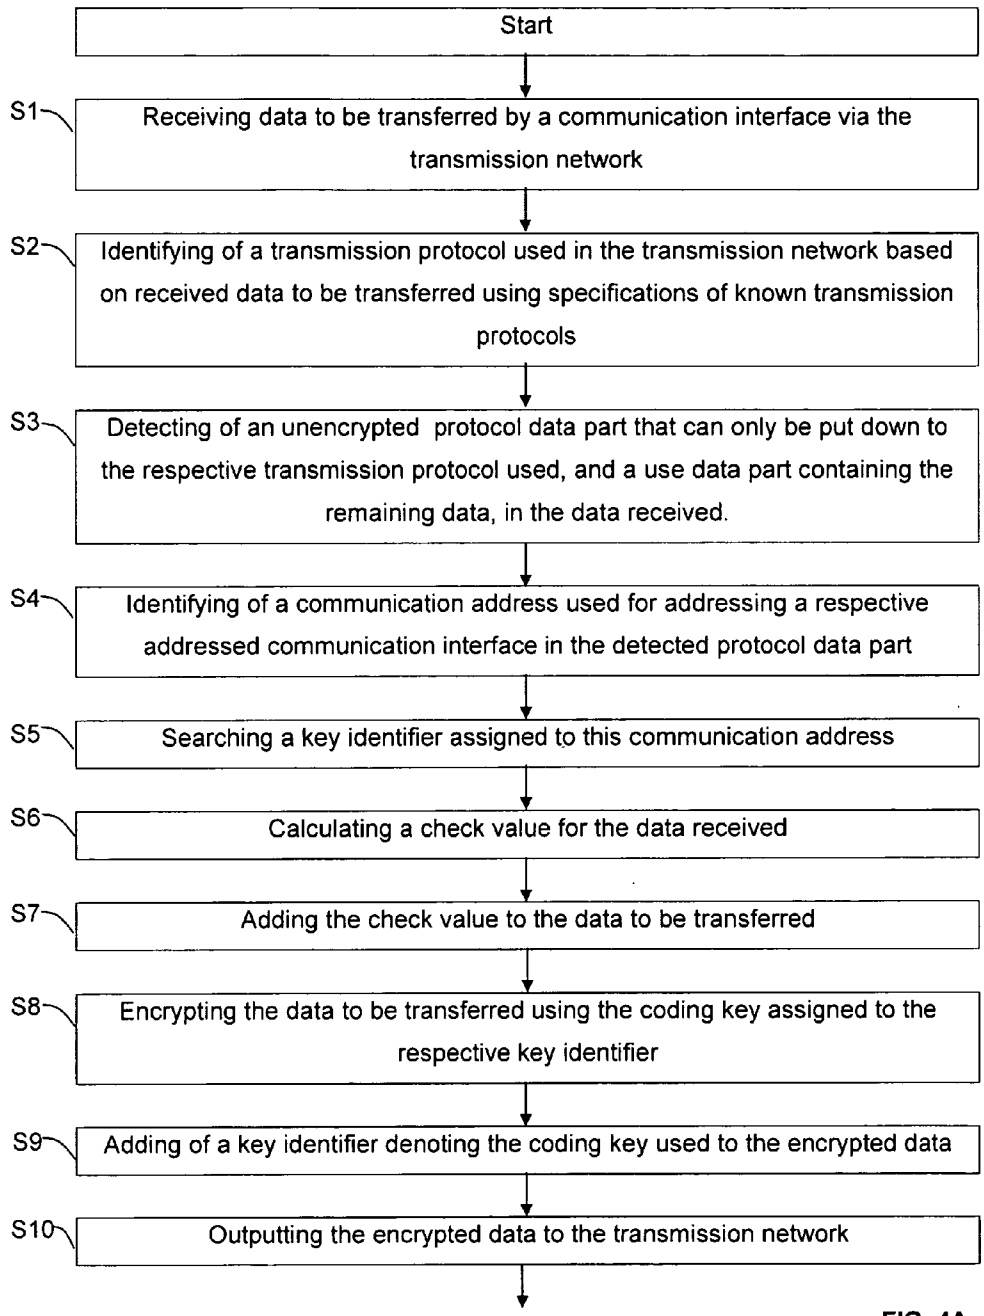 Start
S1
Receiving data to be transferred by a communication interface via the
transmission network
S2
Identifying of a transmission protocol used in the transmission network based
on received data to be transferred using specifications of known transmission
protocols
S3
Detecting of an unencrypted protocol data part that can only be put down to
the respective transmission protocol used, and a use data part containing the
remaining data, in the data received.
S4
Identifying of a communication address used for addressing a respective
addressed communication interface in the detected protocol data part
S5
Searching a key identifier assigned to this communication address
S6
Calculating a check value for the data received
S7
Adding the check value to the data to be transferred
S8
Encrypting the data to be transferred using the coding key assigned to the
respective key identifier
S9
Adding of a key identifier denoting the coding key used to the encrypted data
S10
Outputting the encrypted data to the transmission network
FIG. 4A